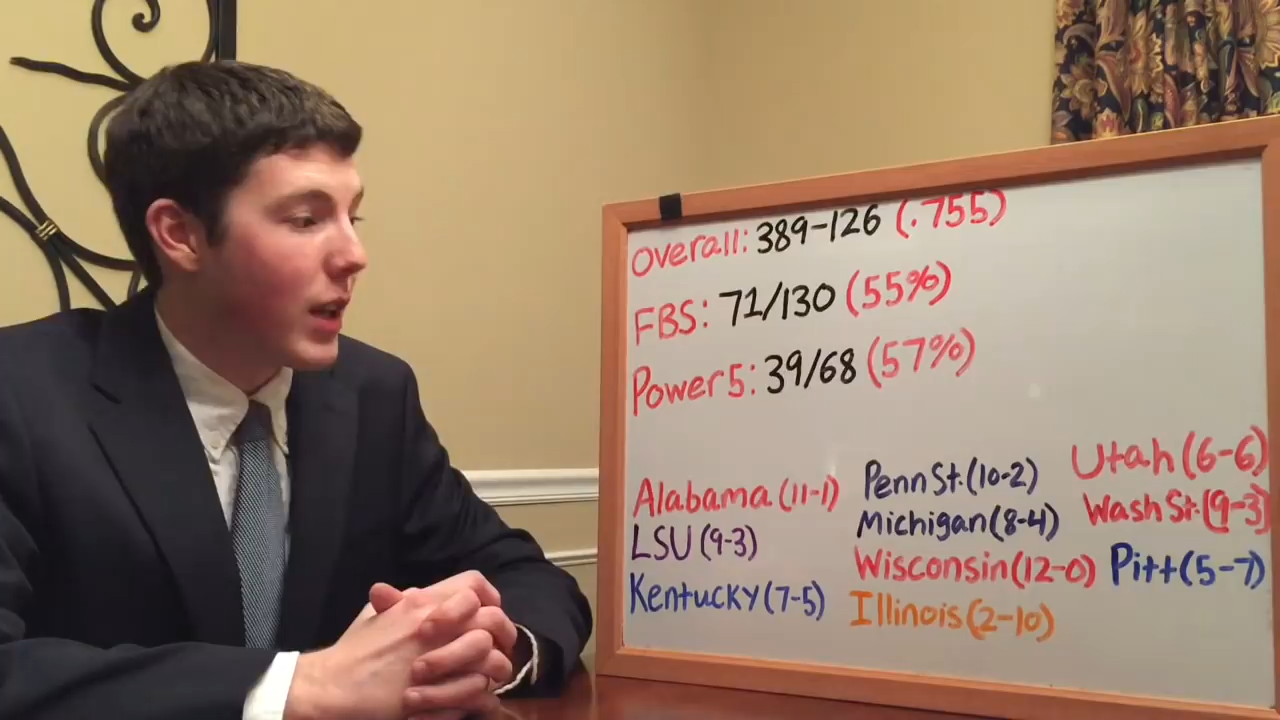 Overall: 389-126 (.755)
FBS: 71/130 (55%)
Power 5: 39/68 (57%)
Alabama (11-1)
LSU (9-3)
Kentucky (7-5)
Penn St. (10-2)
Michigan (8-4)
Wisconsin (12-0)
Illinois (2-10)
Utah (6-6)
Wash St. (9-3)
Pitt (5-7)